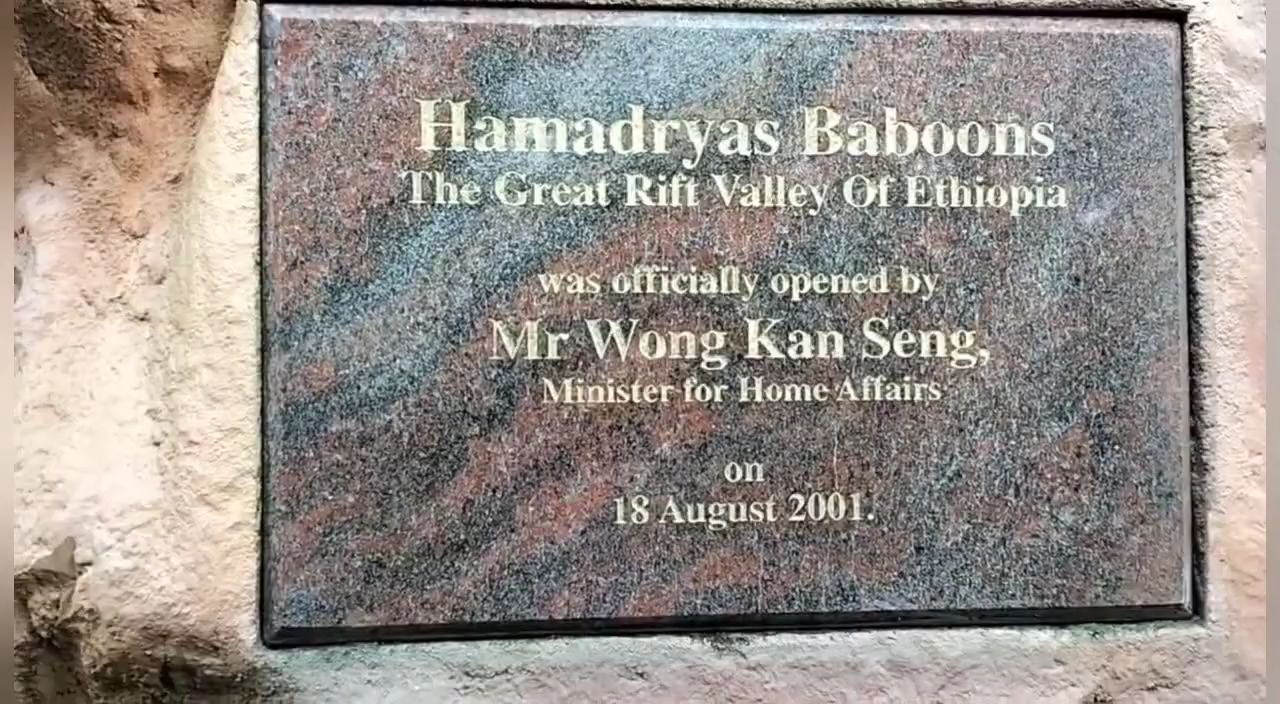 Hamadryas Baboons
The Great Rift Valley Of Ethiopia
was officially opened by
Mr Wong Kan Seng,
Minister for Home Affairs
on
18 August 2001.